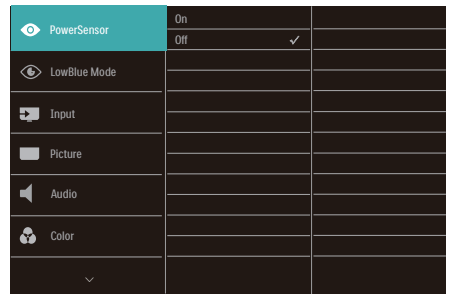 PowerSensor
On
Off
LowBlue Mode
Input
Picture
Audio
Color